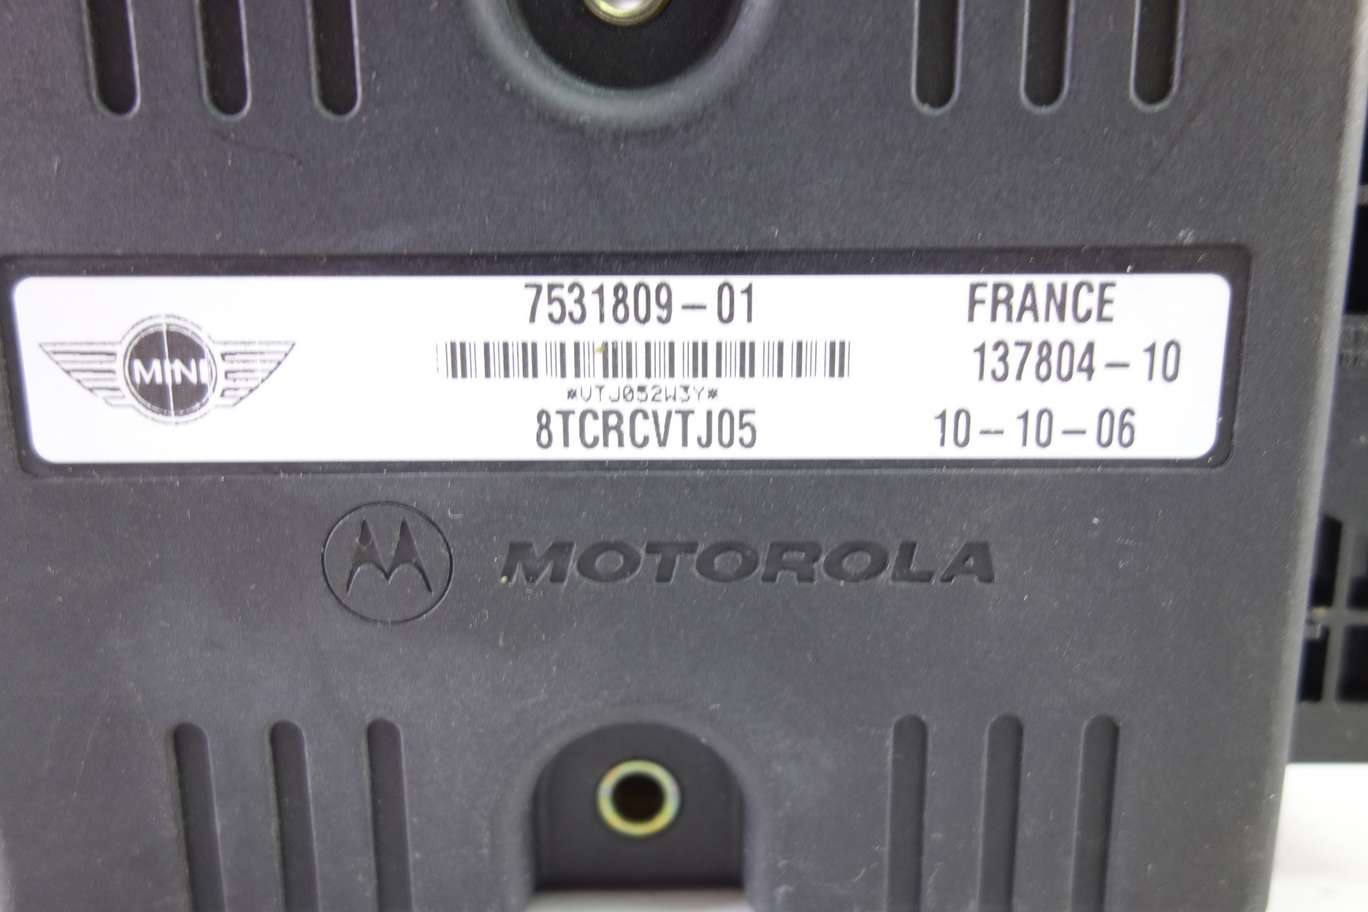 7531809-01
FRANCE
MINI
137804-10
*VTJ052W3Y*
8TCRCVTJ05
10-10-06
MOTOROLA